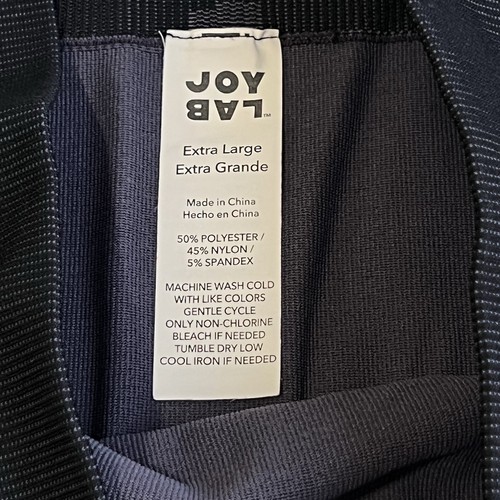 JOY
LAB™
Extra Large
Extra Grande
Made in China
Hecho en China
50% POLYESTER /
45% NYLON /
5% SPANDEX
MACHINE WASH COLD
WITH LIKE COLORS
GENTLE CYCLE
ONLY NON-CHLORINE
BLEACH IF NEEDED
TUMBLE DRY LOW
COOL IRON IF NEEDED